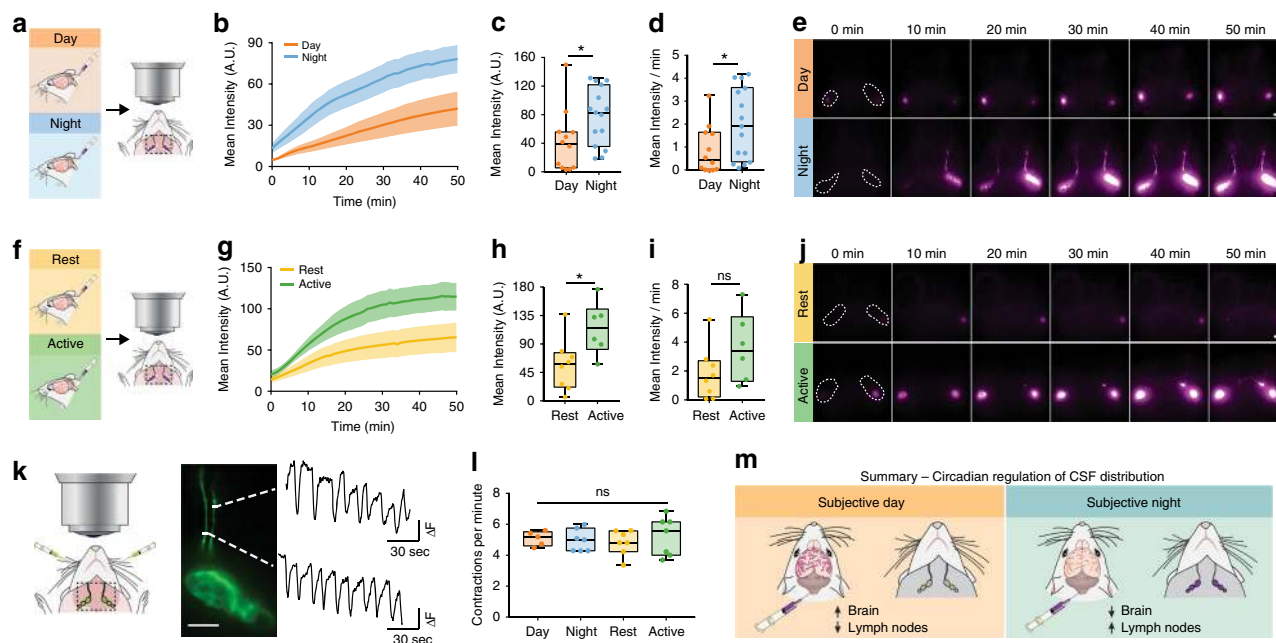 a
Day
Night
b
Mean Intensity (A.U.)
90
60
30
0
Day
Night
0 10 20 30 40 50
Time (min)
c
Mean Intensity (A.U.)
160
120
80
40
0
*
Day Night
d
Mean Intensity / min
5
4
3
2
1
0
*
Day Night
e
0 min 10 min 20 min 30 min 40 min 50 min
Day
Night
f
Rest
Active
g
Mean Intensity (A.U.)
150
100
50
0
Rest
Active
0 10 20 30 40 50
Time (min)
h
Mean Intensity (A.U.)
180
135
90
45
0
*
Rest Active
i
Mean Intensity / min
8
6
4
2
0
ns
Rest Active
j
0 min 10 min 20 min 30 min 40 min 50 min
Rest
Active
k
ΔF
30 sec
ΔF
30 sec
l
Contractions per minute
8
6
4
2
0
ns
Day Night Rest Active
m
Summary – Circadian regulation of CSF distribution
Subjective day
Subjective night
↑ Brain
↓ Lymph nodes
↓ Brain
↑ Lymph nodes